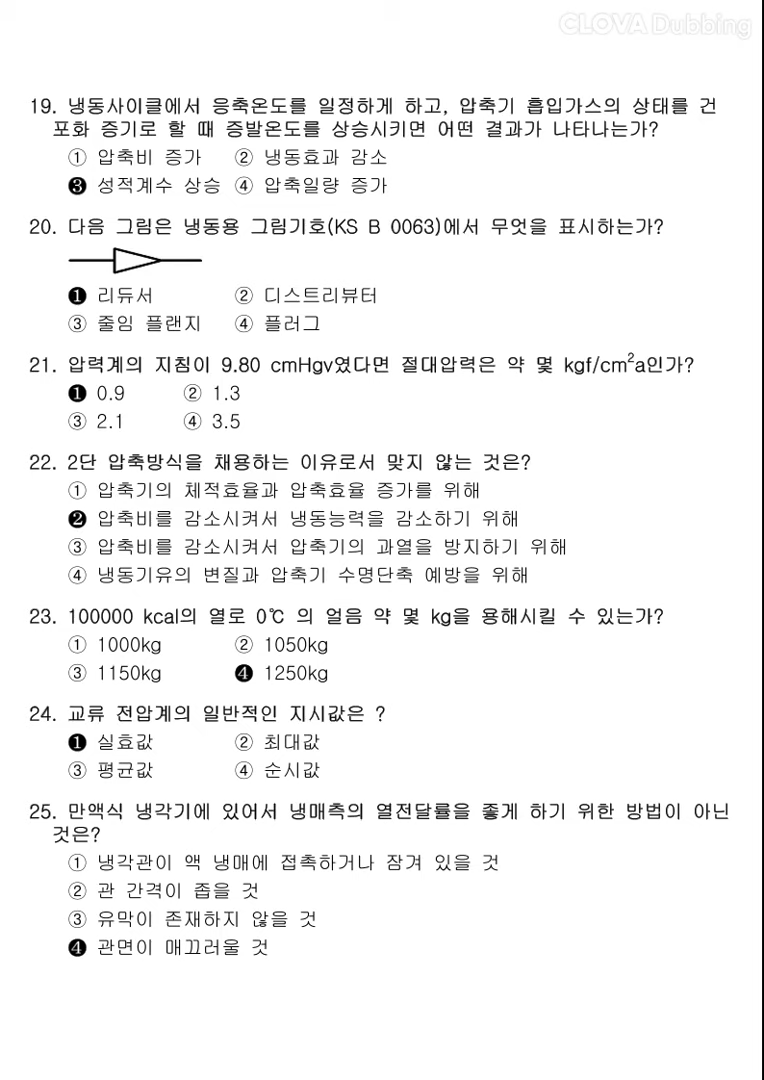 CLOVA Dubbing
19. 냉동사이클에서 응축온도를 일정하게 하고, 압축기 흡입가스의 상태를 건
포화 증기로 할 때 증발온도를 상승시키면 어떤 결과가 나타나는가?
① 압축비 증가 ② 냉동효과 감소
❸ 성적계수 상승 ④ 압축일량 증가
20. 다음 그림은 냉동용 그림기호(KS B 0063)에서 무엇을 표시하는가?
❶ 리듀서 ② 디스트리뷰터
③ 줄임 플랜지 ④ 플러그
21. 압력계의 지침이 9.80 cmHgv였다면 절대압력은 약 몇 kgf/cm²a인가?
❶ 0.9 ② 1.3
③ 2.1 ④ 3.5
22. 2단 압축방식을 채용하는 이유로서 맞지 않는 것은?
① 압축기의 체적효율과 압축효율 증가를 위해
❷ 압축비를 감소시켜서 냉동능력을 감소하기 위해
③ 압축비를 감소시켜서 압축기의 과열을 방지하기 위해
④ 냉동기유의 변질과 압축기 수명단축 예방을 위해
23. 100000 kcal의 열로 0℃ 의 얼음 약 몇 kg을 용해시킬 수 있는가?
① 1000kg ② 1050kg
③ 1150kg ❹ 1250kg
24. 교류 전압계의 일반적인 지시값은 ?
❶ 실효값 ② 최대값
③ 평균값 ④ 순시값
25. 만액식 냉각기에 있어서 냉매측의 열전달률을 좋게 하기 위한 방법이 아닌
것은?
① 냉각관이 액 냉매에 접촉하거나 잠겨 있을 것
② 관 간격이 좁을 것
③ 유막이 존재하지 않을 것
❹ 관면이 매끄러울 것